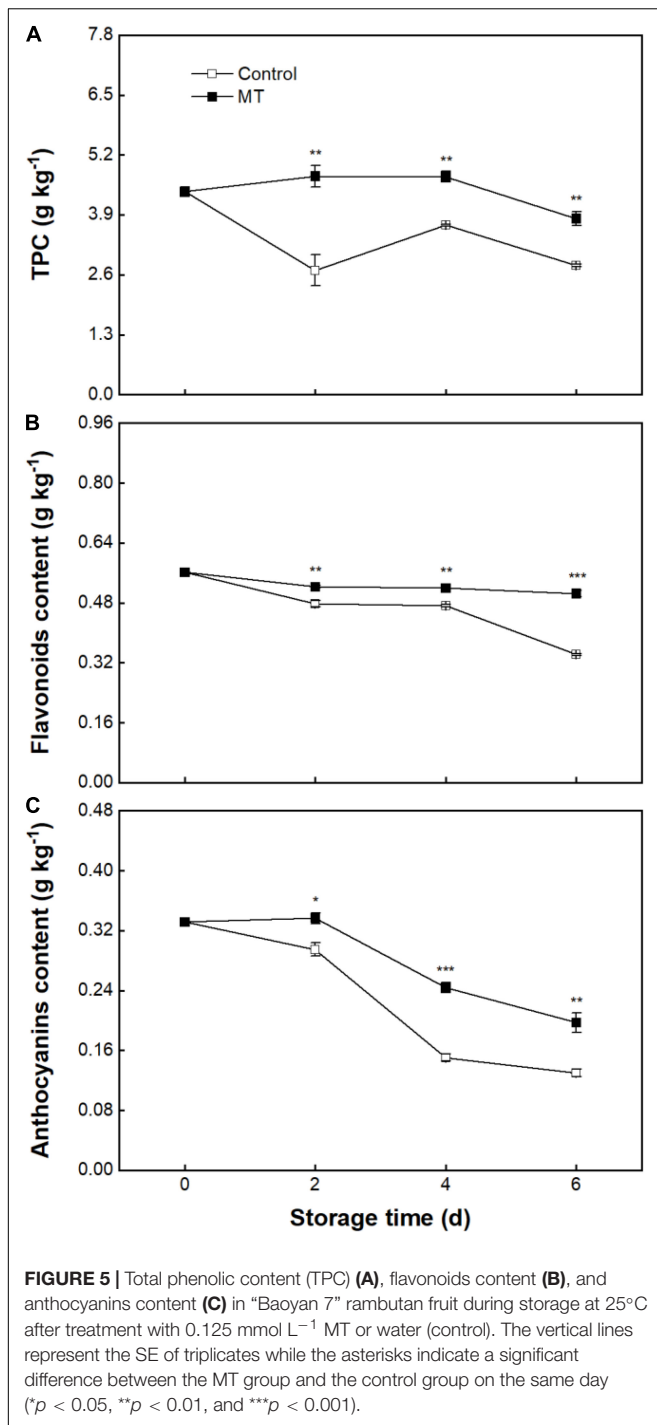 A
7.8
6.5
5.2
3.9
2.6
1.3
0.0
TPC (g kg⁻¹)
Control
MT
**
**
**
B
0.96
0.80
0.64
0.48
0.32
0.16
0.00
Flavonoids content (g kg⁻¹)
**
**
***
C
0.48
0.40
0.32
0.24
0.16
0.08
0.00
Anthocyanins content (g kg⁻¹)
*
***
**
0 2 4 6
Storage time (d)
FIGURE 5 | Total phenolic content (TPC) (A), flavonoids content (B), and
anthocyanins content (C) in “Baoyan 7” rambutan fruit during storage at 25°C
after treatment with 0.125 mmol L⁻¹ MT or water (control). The vertical lines
represent the SE of triplicates while the asterisks indicate a significant
difference between the MT group and the control group on the same day
(*p < 0.05, **p < 0.01, and ***p < 0.001).